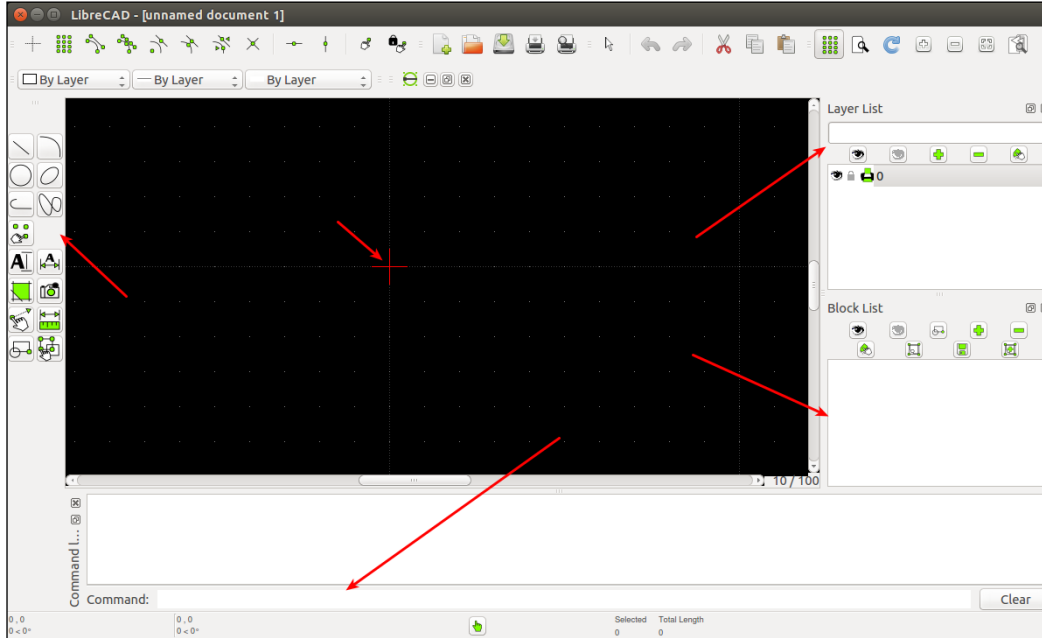 LibreCAD - [unnamed document 1]
By Layer
By Layer
By Layer
Layer List
0
A
A
Block List
10 / 100
Command l...
Command:
Clear
0 , 0
0 < 0°
0 , 0
0 < 0°
Selected
0
Total Length
0